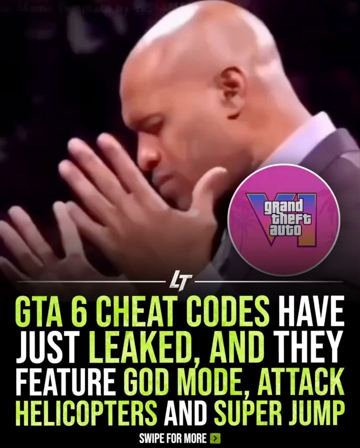 VI
grand
theft
auto
LT
GTA 6 CHEAT CODES HAVE
JUST LEAKED, AND THEY
FEATURE GOD MODE, ATTACK
HELICOPTERS AND SUPER JUMP
SWIPE FOR MORE